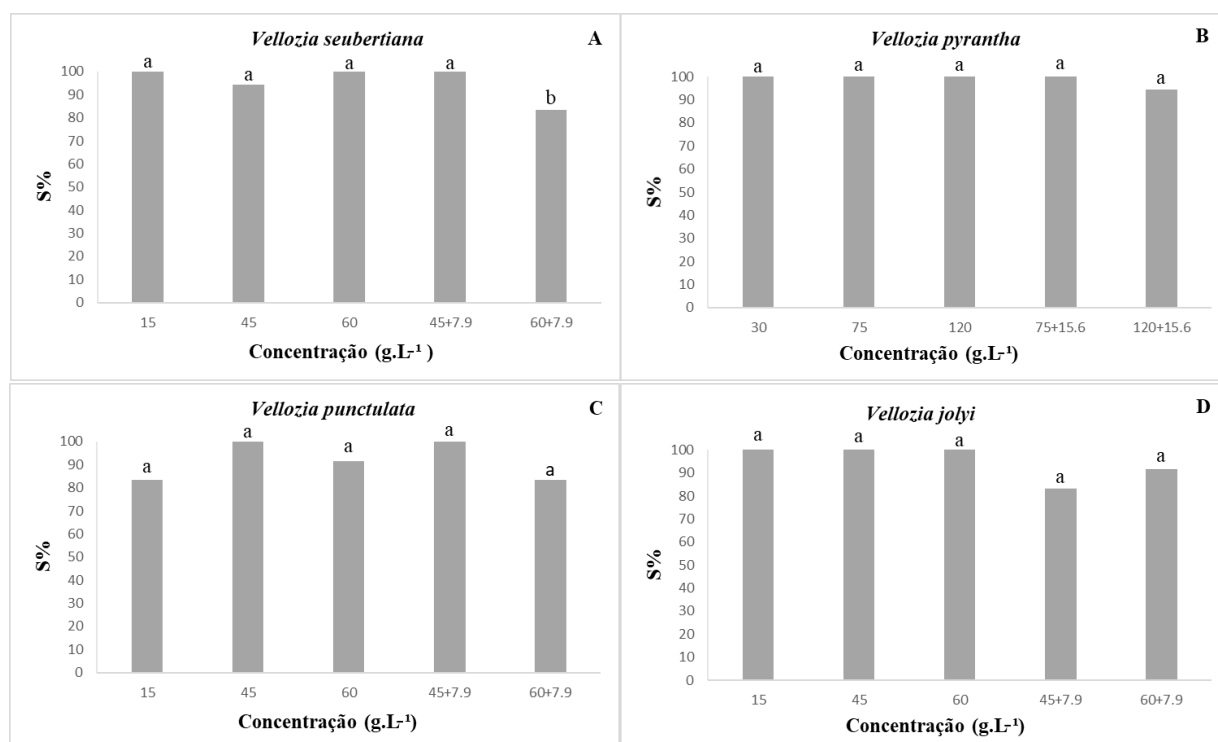 Vellozia seubertiana
A
a a a a b
100
90
80
70
60
50
40
30
20
10
0
S%
15 45 60 45+7.9 60+7.9
Concentração (g.L-¹ )
Vellozia pyrantha
B
a a a a a
100
90
80
70
60
50
40
30
20
10
0
S%
30 75 120 75+15.6 120+15.6
Concentração (g.L-¹)
Vellozia punctulata
C
a a a a a
100
90
80
70
60
50
40
30
20
10
0
S%
15 45 60 45+7.9 60+7.9
Concentração (g.L-¹)
Vellozia jolyi
D
a a a a a
100
90
80
70
60
50
40
30
20
10
0
S%
15 45 60 45+7.9 60+7.9
Concentração (g.L-¹)